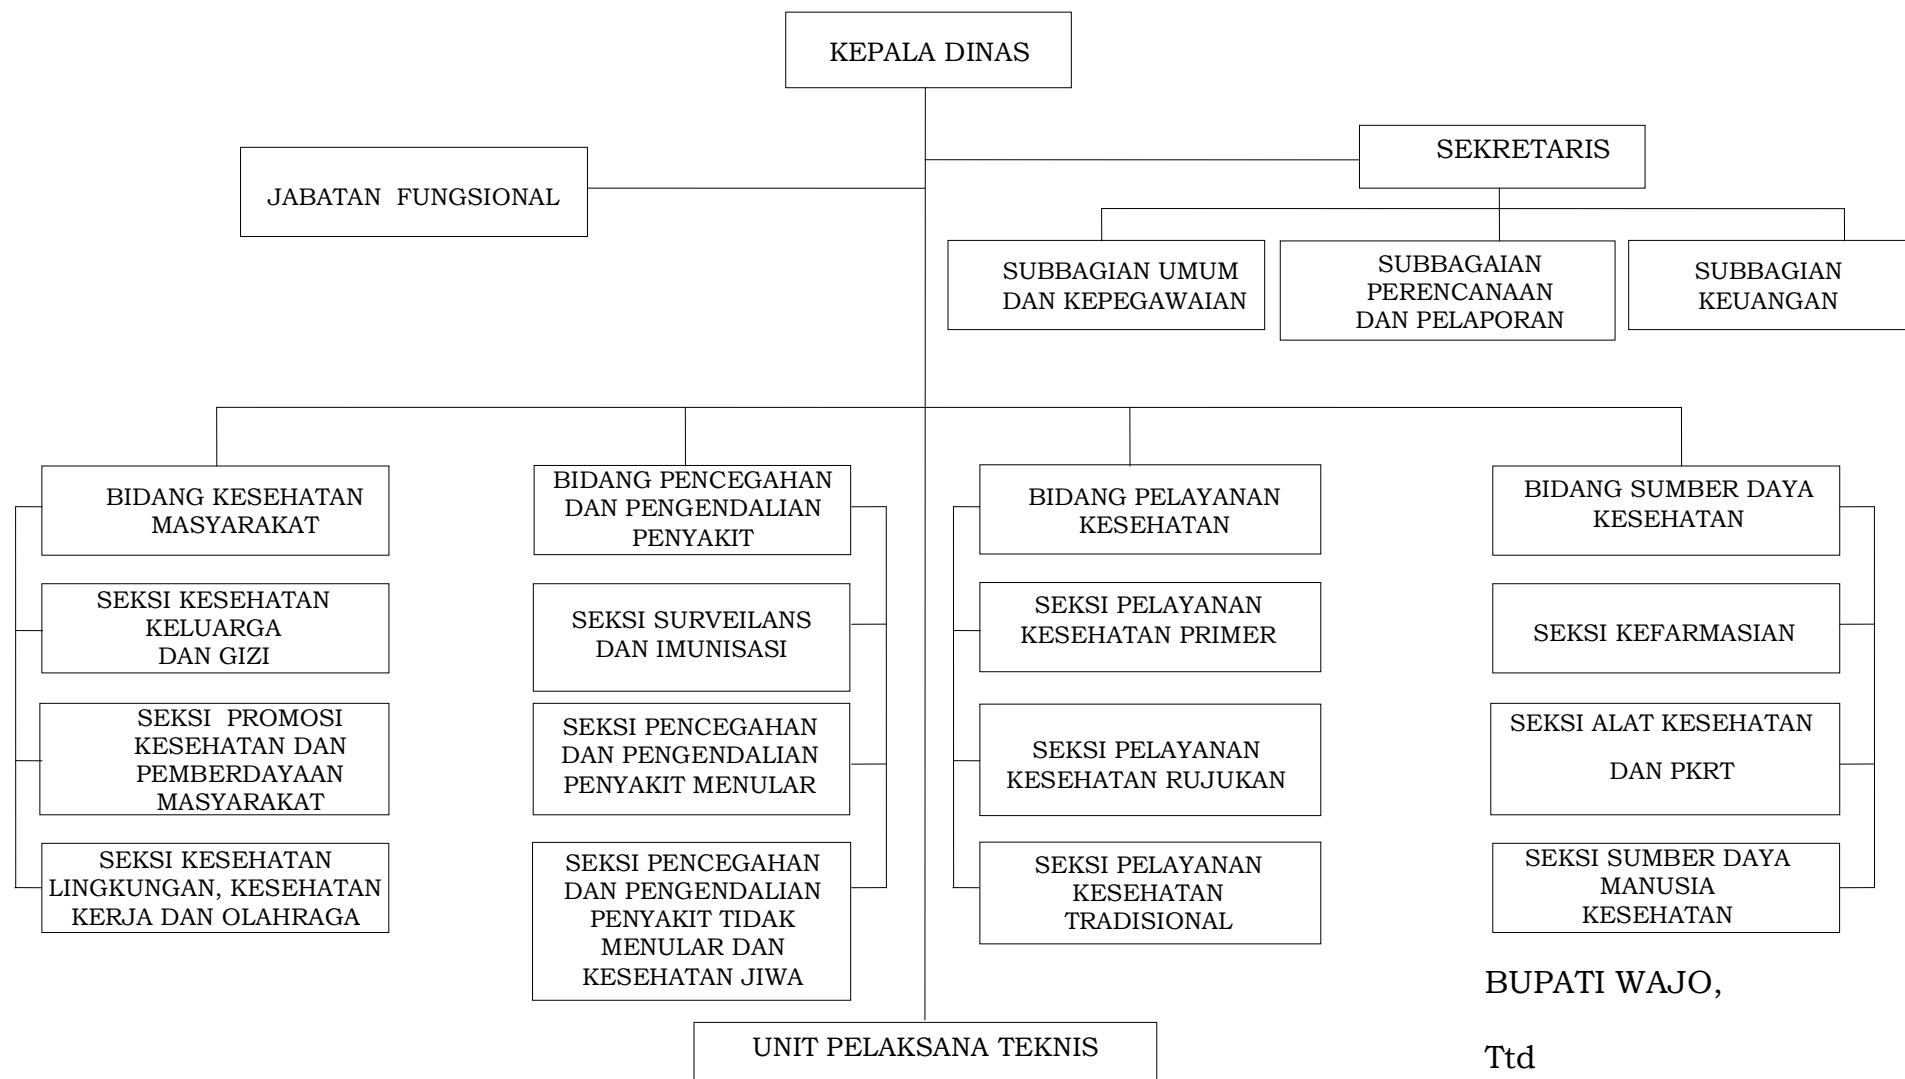 KEPALA DINAS
SEKRETARIS
JABATAN FUNGSIONAL
SUBBAGIAN UMUM
DAN KEPEGAWAIAN
SUBBAGAIAN
PERENCANAAN
DAN PELAPORAN
SUBBAGIAN
KEUANGAN
BIDANG KESEHATAN
MASYARAKAT
SEKSI KESEHATAN
KELUARGA
DAN GIZI
SEKSI PROMOSI
KESEHATAN DAN
PEMBERDAYAAN
MASYARAKAT
SEKSI KESEHATAN
LINGKUNGAN, KESEHATAN
KERJA DAN OLAHRAGA
BIDANG PENCEGAHAN
DAN PENGENDALIAN
PENYAKIT
SEKSI SURVEILANS
DAN IMUNISASI
SEKSI PENCEGAHAN
DAN PENGENDALIAN
PENYAKIT MENULAR
SEKSI PENCEGAHAN
DAN PENGENDALIAN
PENYAKIT TIDAK
MENULAR DAN
KESEHATAN JIWA
BIDANG PELAYANAN
KESEHATAN
SEKSI PELAYANAN
KESEHATAN PRIMER
SEKSI PELAYANAN
KESEHATAN RUJUKAN
SEKSI PELAYANAN
KESEHATAN
TRADISIONAL
BIDANG SUMBER DAYA
KESEHATAN
SEKSI KEFARMASIAN
SEKSI ALAT KESEHATAN
DAN PKRT
SEKSI SUMBER DAYA
MANUSIA
KESEHATAN
UNIT PELAKSANA TEKNIS
BUPATI WAJO,
Ttd